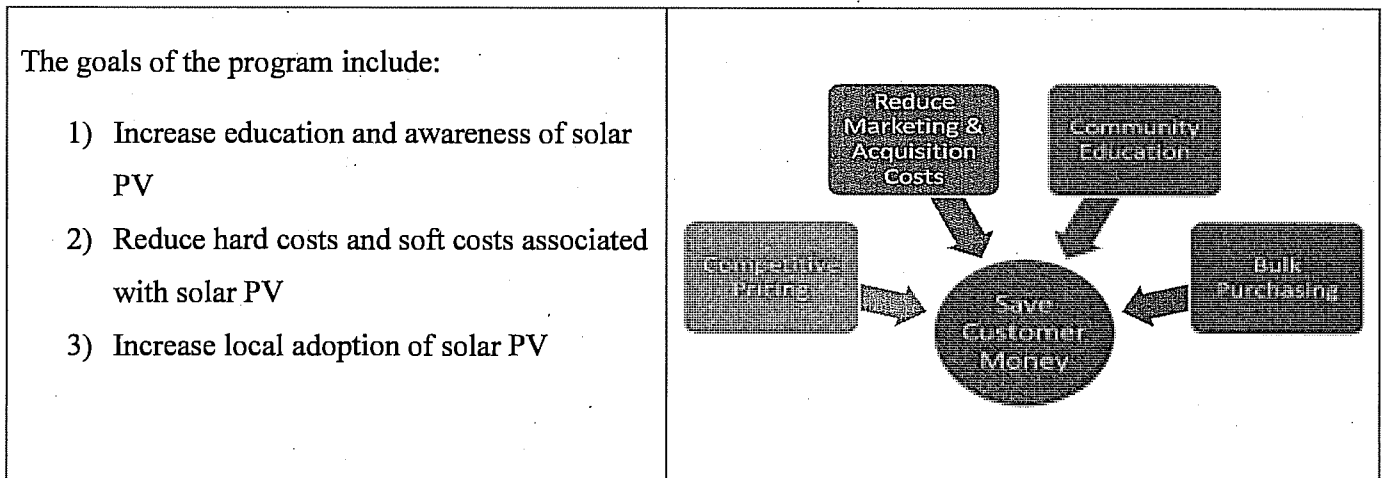 The goals of the program include:
1) Increase education and awareness of solar
PV
2) Reduce hard costs and soft costs associated
with solar PV
3) Increase local adoption of solar PV
Reduce
Marketing &
Acquisition
Costs
Community
Education
Competitive
Pricing
Bulk
Purchasing
Save
Customer
Money